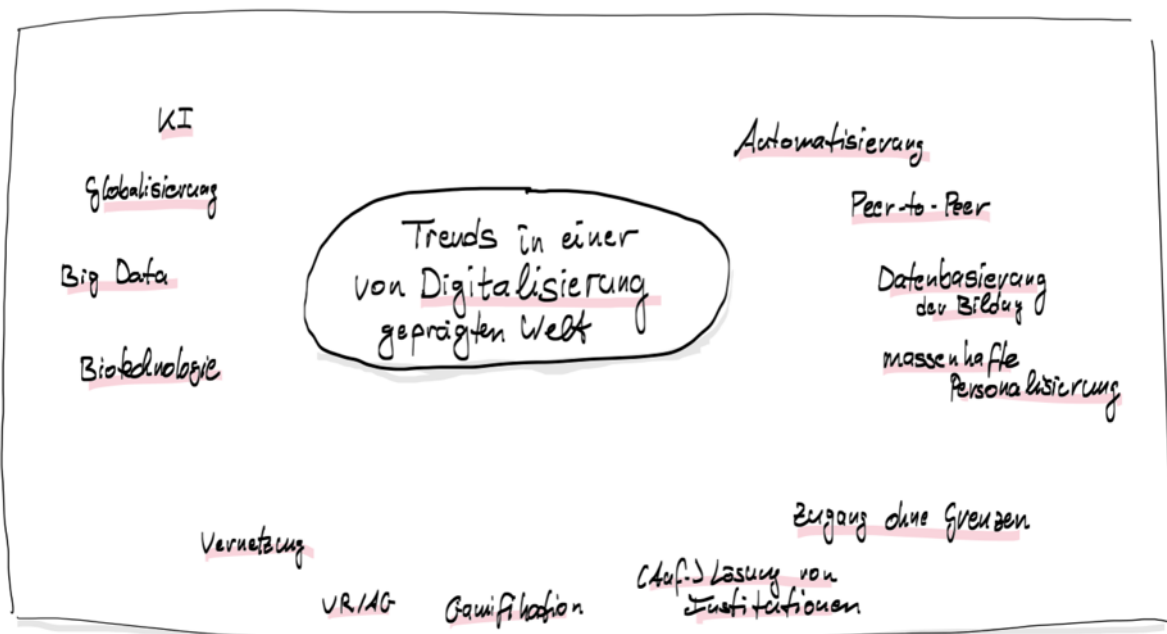 KI
Globalisierung
Big Data
Biotechnologie
Trends in einer
von Digitalisierung
geprägten Welt
Automatisierung
Peer-to-Peer
Datenbasierung
der Bildung
massenhafte
Personalisierung
Vernetzung
VR/AG
Gamifikation
(Auf-) Lösung von
Institutionen
Zugang ohne Grenzen